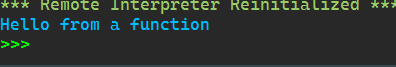 *** Remote Interpreter Reinitialized ***
Hello from a function
>>>